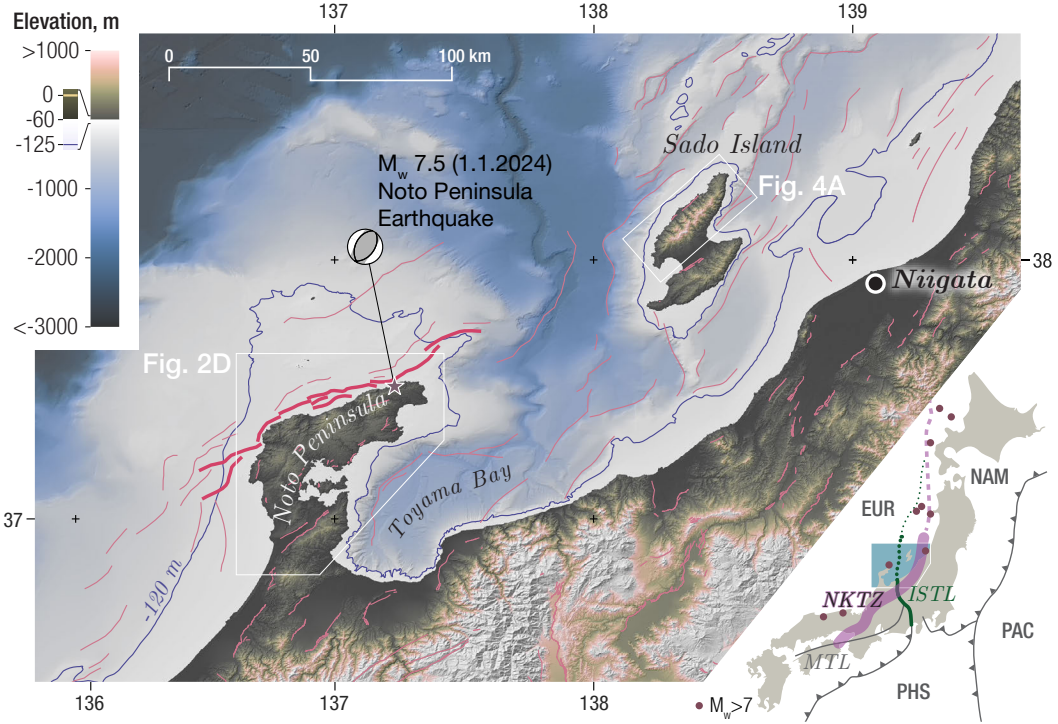 Elevation, m
>1000
0
-60
-125
-1000
-2000
<-3000
137
138
139
0
50
100 km
Mw 7.5 (1.1.2024)
Noto Peninsula
Earthquake
Sado Island
Fig. 4A
38
Niigata
Fig. 2D
Noto Peninsula
Toyama Bay
37
-120 m
136
137
138
NAM
EUR
NKTZ
ISTL
MTL
PAC
PHS
Mw>7